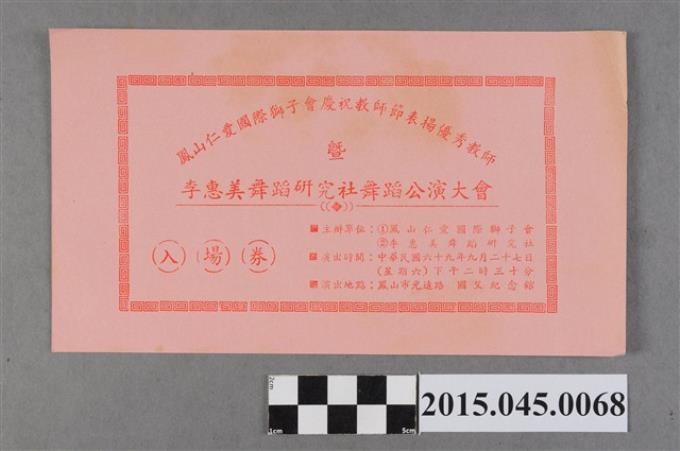 鳳山仁愛國際獅子會慶祝教師節表揚優秀教師
暨
李惠美舞蹈研究社舞蹈公演大會
主辦單位：①鳳山仁愛國際獅子會
②李惠美舞蹈研究社
演出時間：中華民國六十九年九月二十七日
(星期六)下午二時三十分
演出地點：鳳山市光遠路 國父紀念館
(入)(場)(券)
2cm
1cm 5cm
2015.045.0068